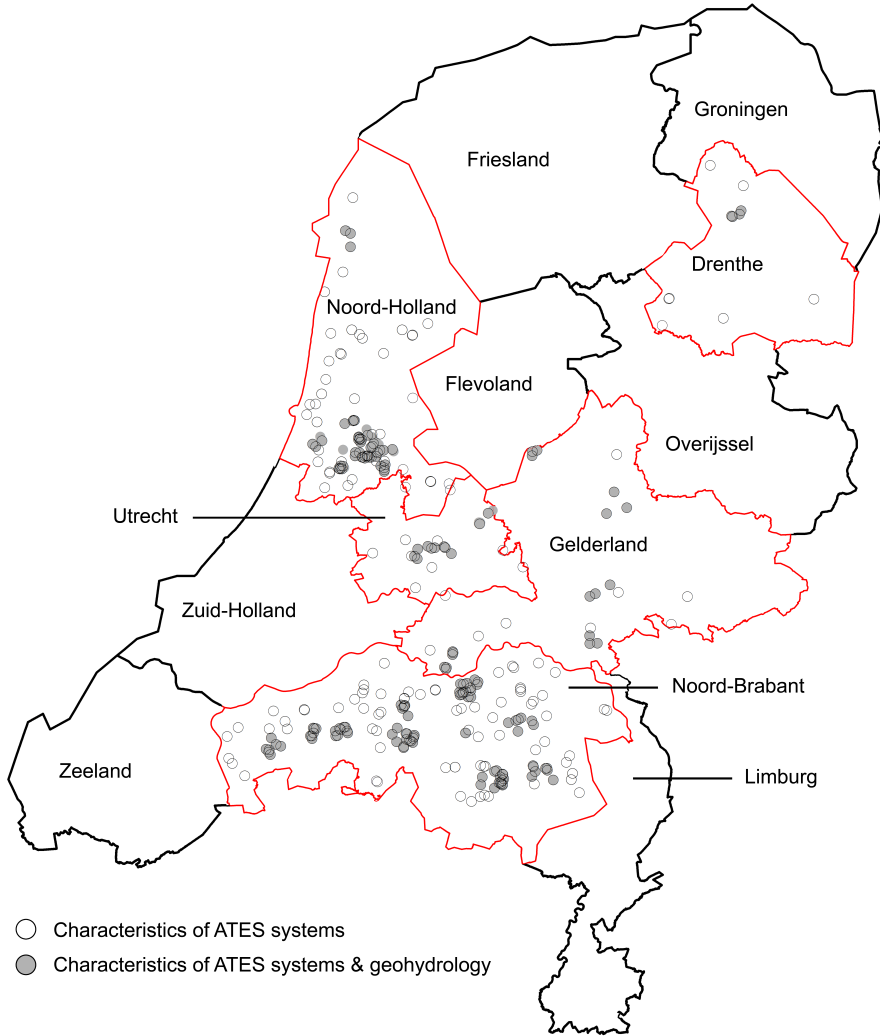 Groningen
Friesland
Drenthe
Noord-Holland
Flevoland
Overijssel
Utrecht
Gelderland
Zuid-Holland
Noord-Brabant
Zeeland
Limburg
Characteristics of ATES systems
Characteristics of ATES systems & geohydrology